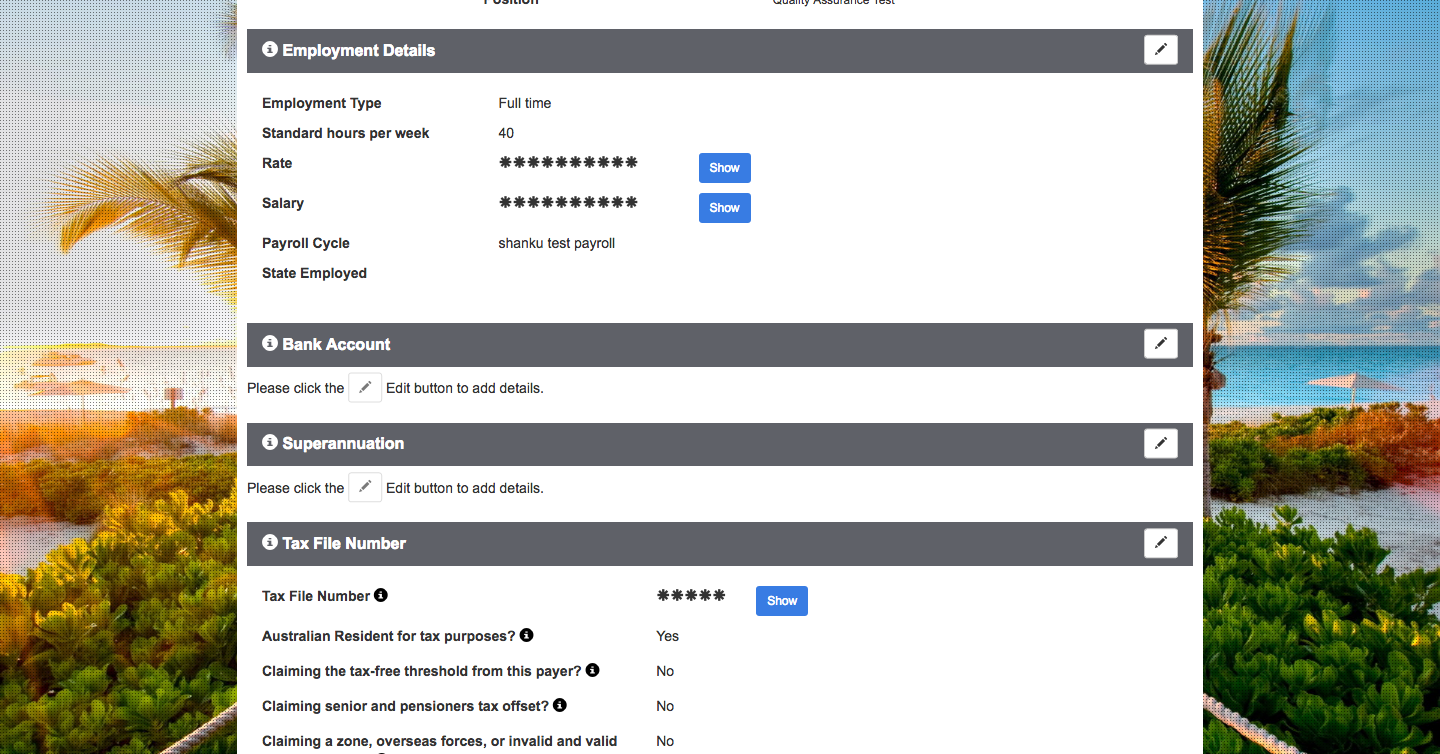 Position Quality Assurance Test
Employment Details
Employment Type Full time
Standard hours per week 40
Rate ********** Show
Salary ********** Show
Payroll Cycle shanku test payroll
State Employed
Bank Account
Please click the Edit button to add details.
Superannuation
Please click the Edit button to add details.
Tax File Number
Tax File Number ***** Show
Australian Resident for tax purposes? Yes
Claiming the tax-free threshold from this payer? No
Claiming senior and pensioners tax offset? No
Claiming a zone, overseas forces, or invalid and valid No